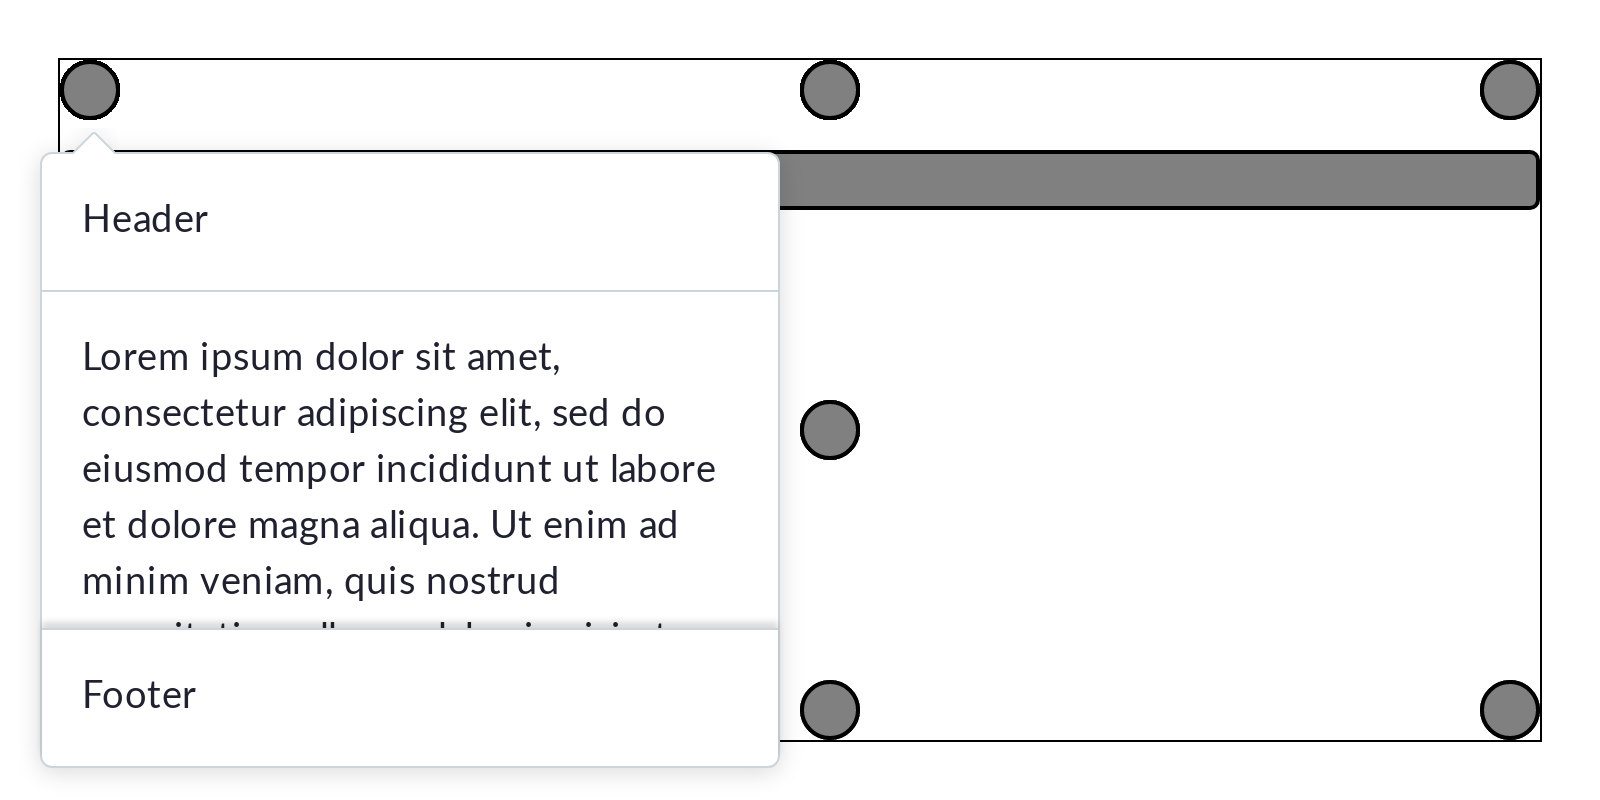 Header
Lorem ipsum dolor sit amet,
consectetur adipiscing elit, sed do
eiusmod tempor incididunt ut labore
et dolore magna aliqua. Ut enim ad
minim veniam, quis nostrud
Footer